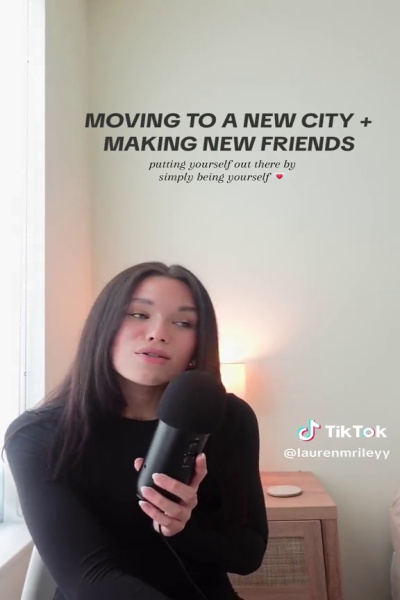 MOVING TO A NEW CITY +
MAKING NEW FRIENDS
putting yourself out there by
simply being yourself 💌
TikTok
@laurenmrileyy